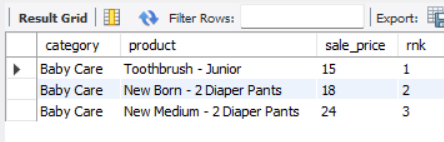 Result Grid Filter Rows: Export:
category product sale_price rnk
Baby Care Toothbrush - Junior 15 1
Baby Care New Born - 2 Diaper Pants 18 2
Baby Care New Medium - 2 Diaper Pants 24 3